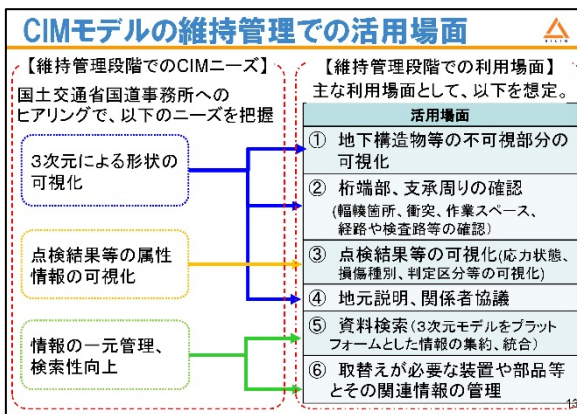 CIMモデルの維持管理での活用場面
【維持管理段階でのCIMニーズ】
国土交通省国道事務所への
ヒアリングで、以下のニーズを把握
3次元による形状の
可視化
点検結果等の属性
情報の可視化
情報の一元管理、
検索性向上
【維持管理段階での利用場面】
主な利用場面として、以下を想定。
活用場面
① 地下構造物等の不可視部分の
可視化
② 桁端部、支承周りの確認
(輻輳箇所、衝突、作業スペース、
経路や検査路等の確認)
③ 点検結果等の可視化(応力状態、
損傷種別、判定区分等の可視化)
④ 地元説明、関係者協議
⑤ 資料検索(3次元モデルをプラット
フォームとした情報の集約、統合)
⑥ 取替えが必要な装置や部品等
とその関連情報の管理